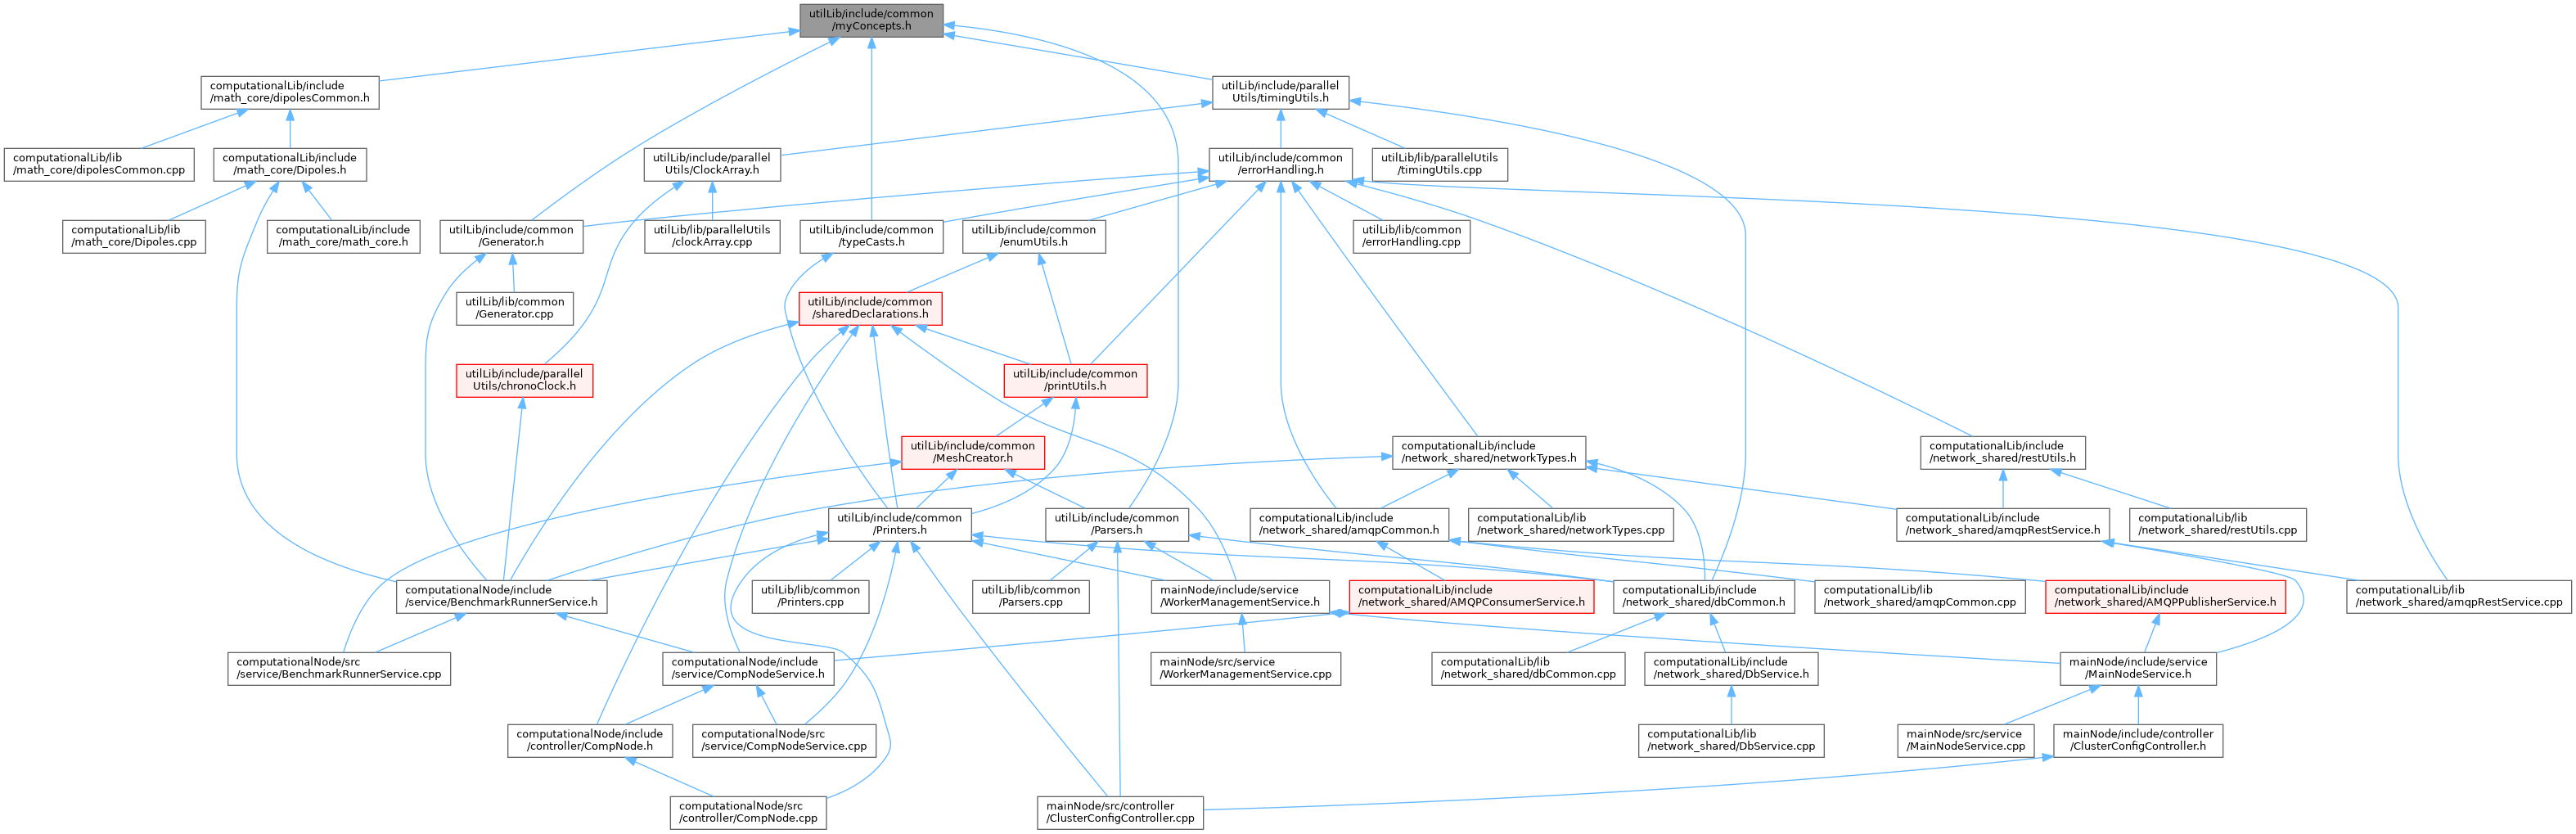 utilLib/include/common
/myConcepts.h
computationalLib/include
/math_core/dipolesCommon.h
utilLib/include/parallel
Utils/timingUtils.h
computationalLib/lib
/math_core/dipolesCommon.cpp
computationalLib/include
/math_core/Dipoles.h
utilLib/include/parallel
Utils/ClockArray.h
utilLib/include/common
/errorHandling.h
utilLib/lib/parallelUtils
/timingUtils.cpp
computationalLib/lib
/math_core/Dipoles.cpp
computationalLib/include
/math_core/math_core.h
utilLib/include/common
/Generator.h
utilLib/lib/parallelUtils
/clockArray.cpp
utilLib/include/common
/typeCasts.h
utilLib/include/common
/enumUtils.h
utilLib/lib/common
/errorHandling.cpp
utilLib/lib/common
/Generator.cpp
utilLib/include/common
/sharedDeclarations.h
utilLib/include/parallel
Utils/chronoClock.h
utilLib/include/common
/printUtils.h
utilLib/include/common
/MeshCreator.h
computationalLib/include
/network_shared/networkTypes.h
computationalLib/include
/network_shared/restUtils.h
utilLib/include/common
/Printers.h
utilLib/include/common
/Parsers.h
computationalLib/include
/network_shared/amqpCommon.h
computationalLib/lib
/network_shared/networkTypes.cpp
computationalLib/include
/network_shared/amqpRestService.h
computationalLib/lib
/network_shared/restUtils.cpp
computationalNode/include
/service/BenchmarkRunnerService.h
utilLib/lib/common
/Printers.cpp
utilLib/lib/common
/Parsers.cpp
mainNode/include/service
/WorkerManagementService.h
computationalLib/include
/network_shared/AMQPConsumerService.h
computationalLib/include
/network_shared/dbCommon.h
computationalLib/lib
/network_shared/amqpCommon.cpp
computationalLib/include
/network_shared/AMQPPublisherService.h
computationalLib/lib
/network_shared/amqpRestService.cpp
computationalNode/src
/service/BenchmarkRunnerService.cpp
computationalNode/include
/service/CompNodeService.h
mainNode/src/service
/WorkerManagementService.cpp
computationalLib/lib
/network_shared/dbCommon.cpp
computationalLib/include
/network_shared/DbService.h
mainNode/include/service
/MainNodeService.h
computationalNode/include
/controller/CompNode.h
computationalNode/src
/service/CompNodeService.cpp
computationalLib/lib
/network_shared/DbService.cpp
mainNode/src/service
/MainNodeService.cpp
mainNode/include/controller
/ClusterConfigController.h
computationalNode/src
/controller/CompNode.cpp
mainNode/src/controller
/ClusterConfigController.cpp